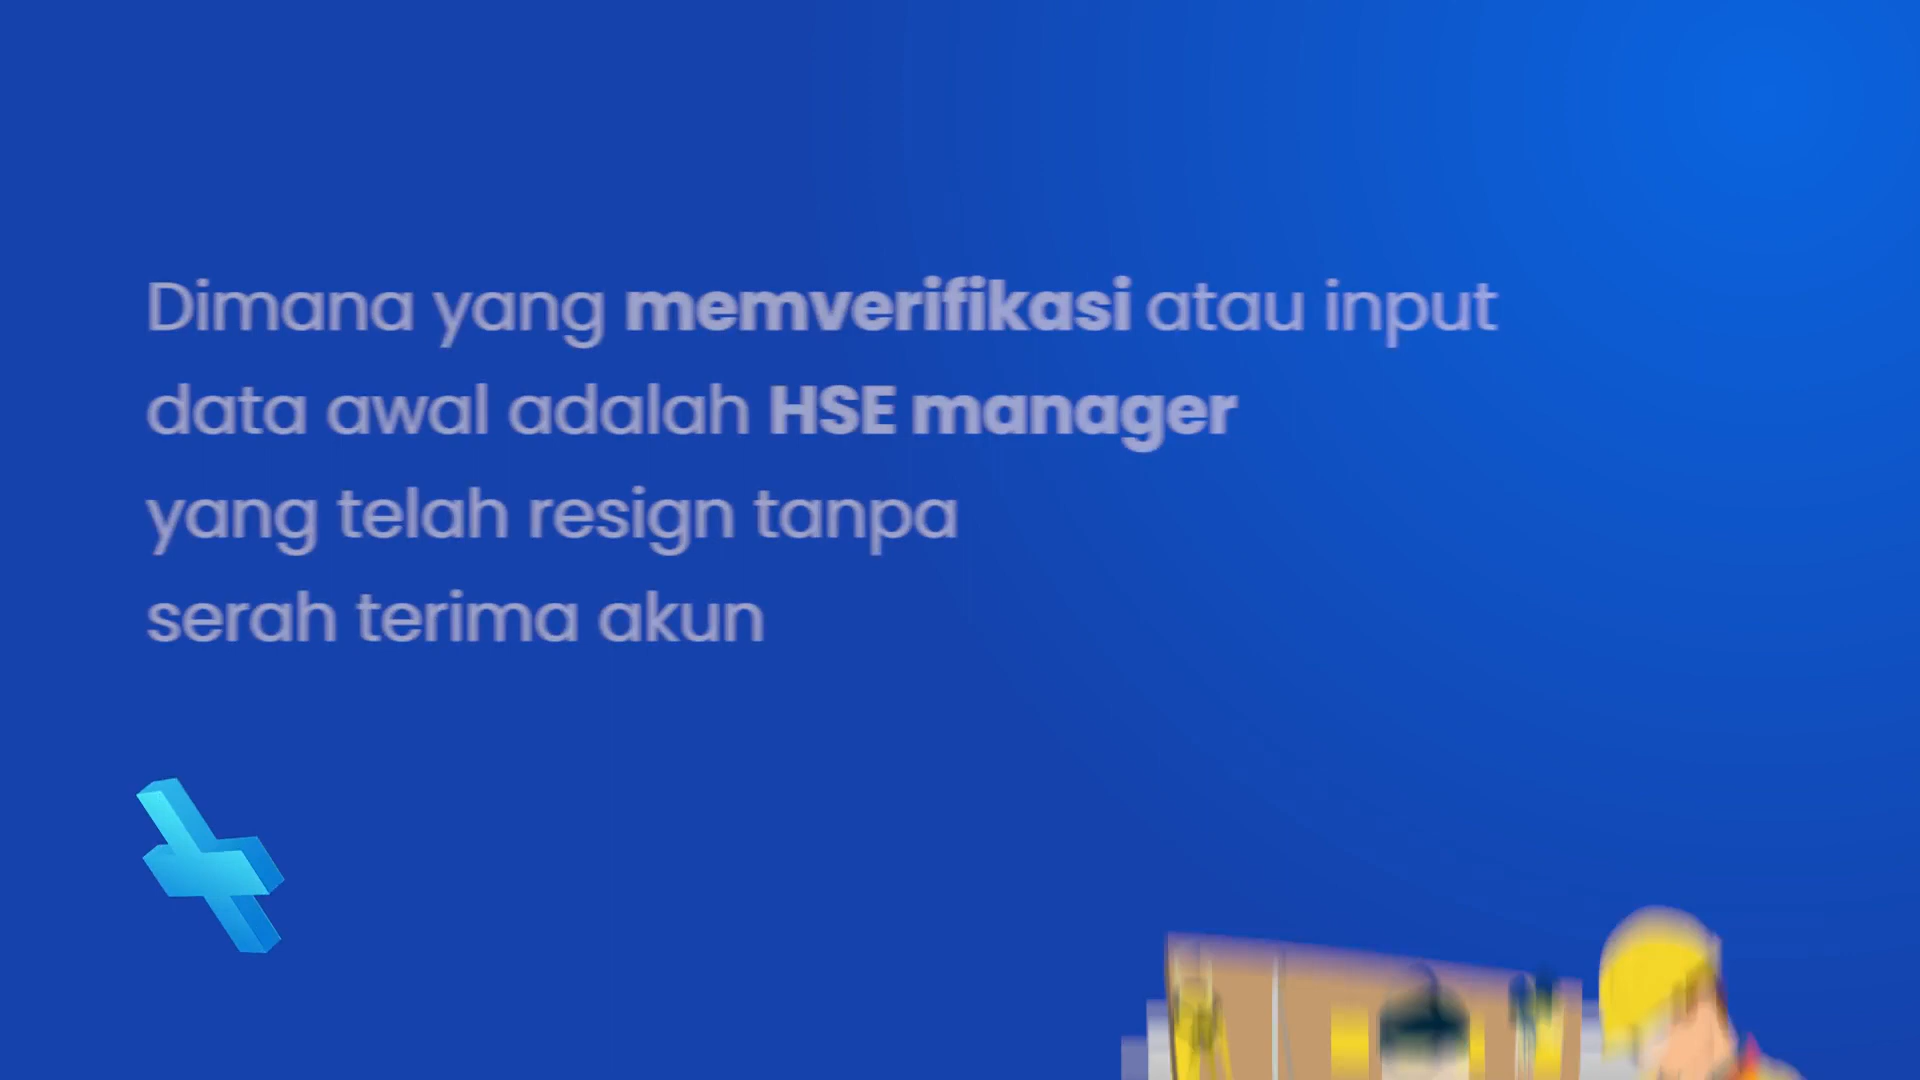 Dimana yang memverifikasi atau input
data awal adalah HSE manager
yang telah resign tanpa
serah terima akun